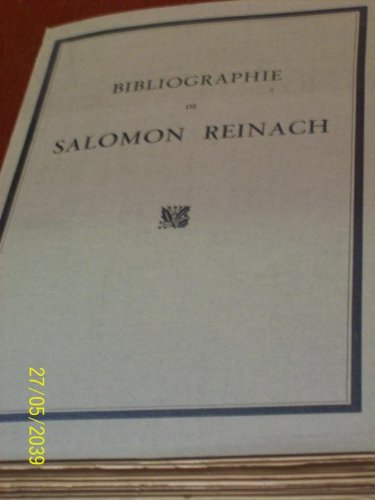 BIBLIOGRAPHIE
DE
SALOMON REINACH
27/05/2039